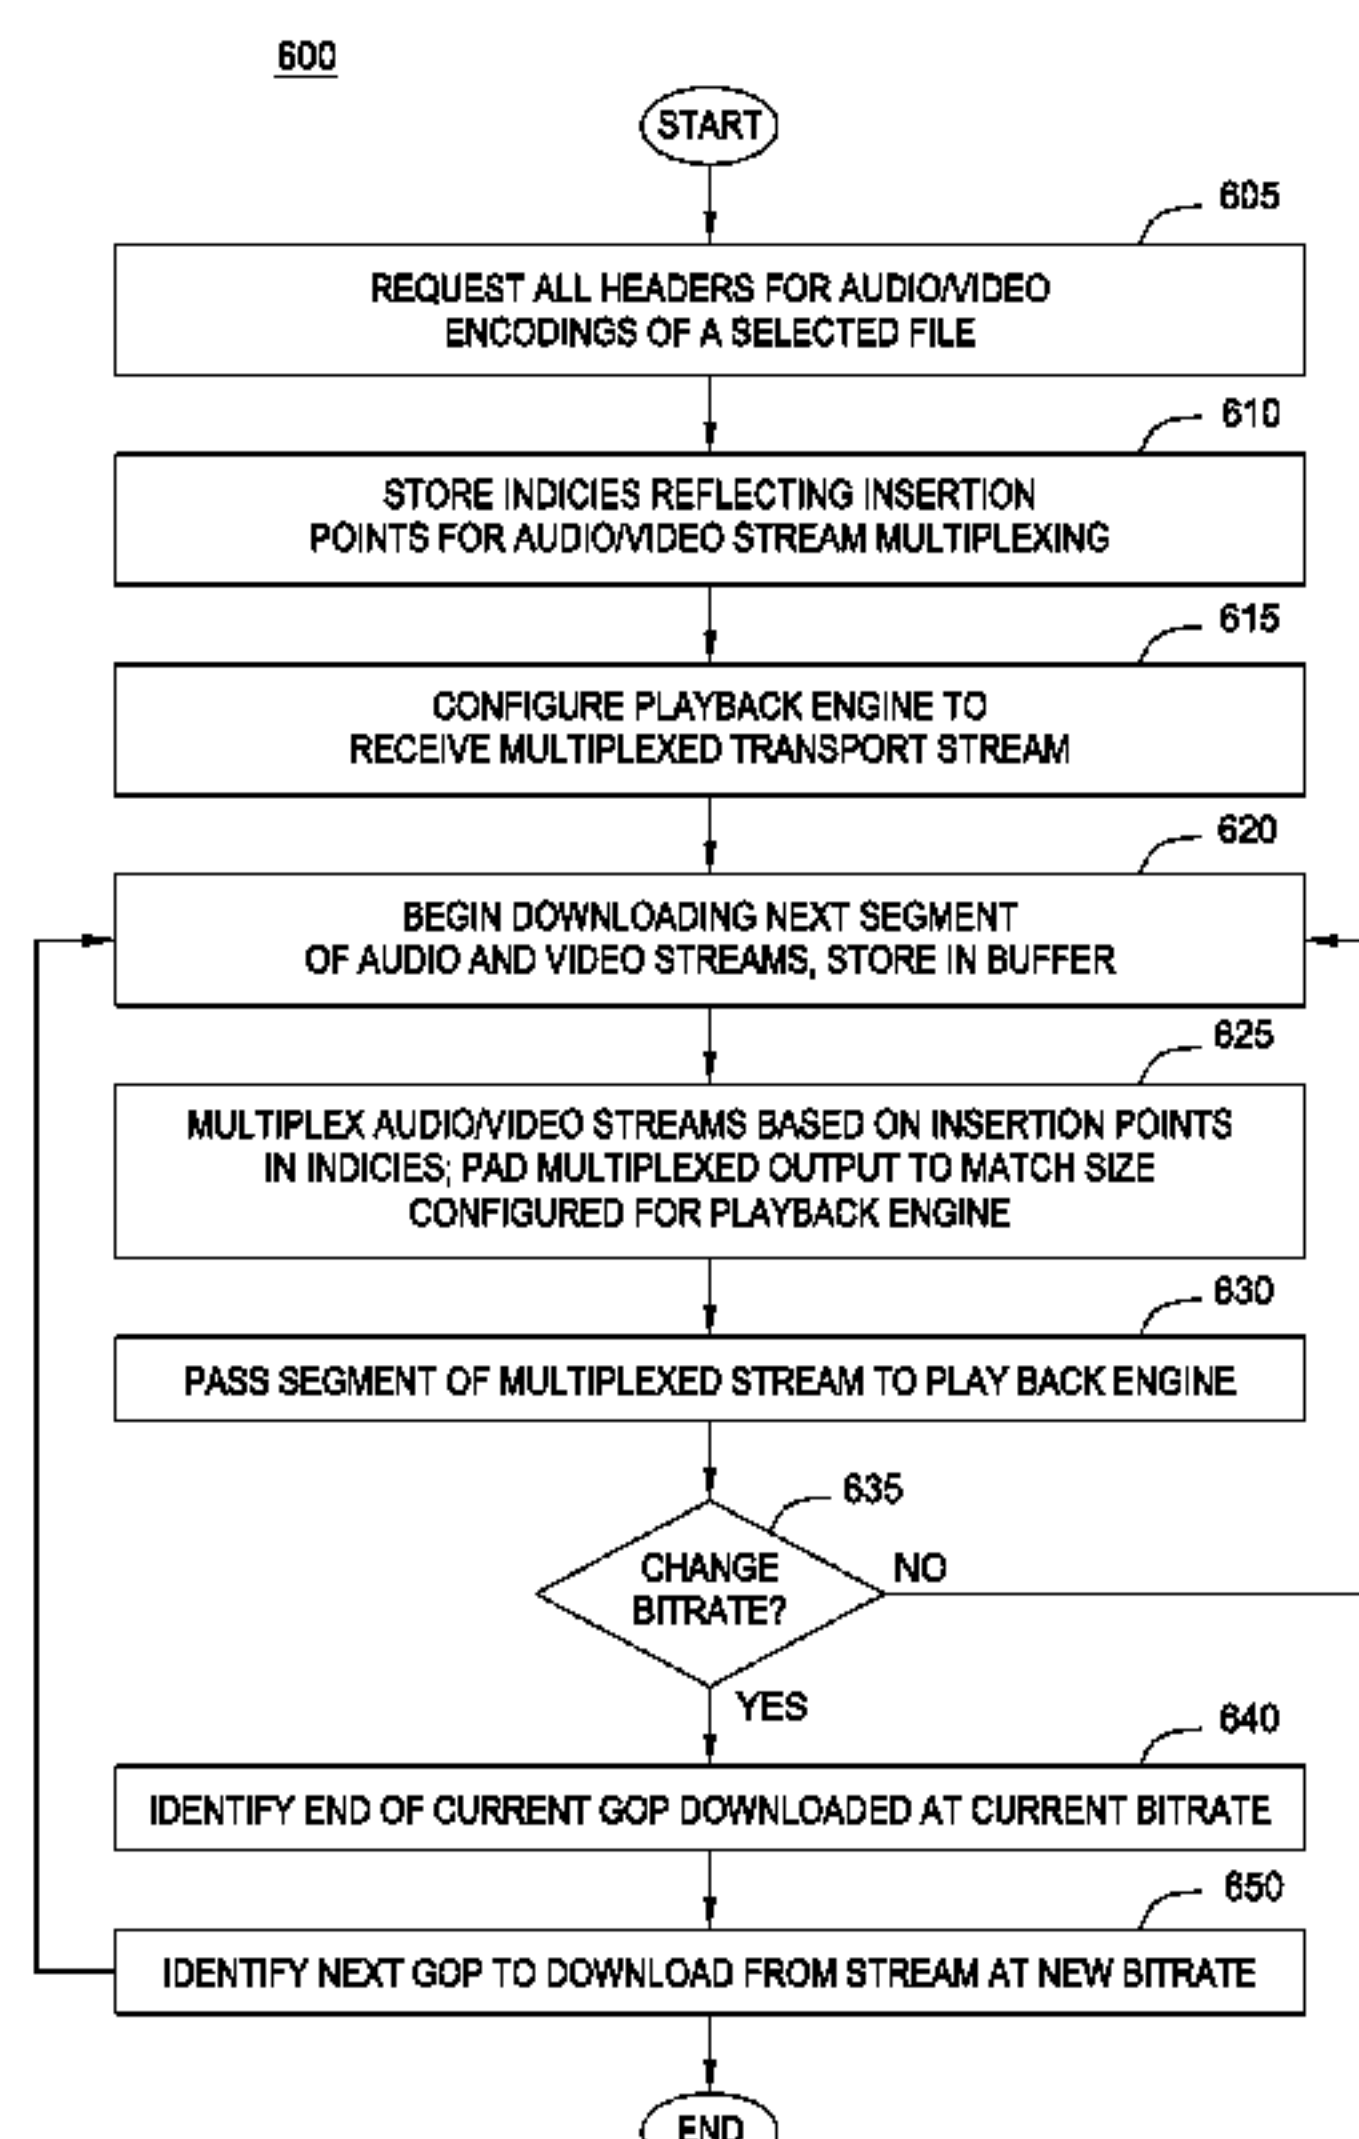 600
START
605
REQUEST ALL HEADERS FOR AUDIO/VIDEO
ENCODINGS OF A SELECTED FILE
610
STORE INDICIES REFLECTING INSERTION
POINTS FOR AUDIO/VIDEO STREAM MULTIPLEXING
615
CONFIGURE PLAYBACK ENGINE TO
RECEIVE MULTIPLEXED TRANSPORT STREAM
620
BEGIN DOWNLOADING NEXT SEGMENT
OF AUDIO AND VIDEO STREAMS, STORE IN BUFFER
625
MULTIPLEX AUDIO/VIDEO STREAMS BASED ON INSERTION POINTS
IN INDICIES; PAD MULTIPLEXED OUTPUT TO MATCH SIZE
CONFIGURED FOR PLAYBACK ENGINE
630
PASS SEGMENT OF MULTIPLEXED STREAM TO PLAY BACK ENGINE
635
CHANGE
BITRATE?
NO
YES
640
IDENTIFY END OF CURRENT GOP DOWNLOADED AT CURRENT BITRATE
650
IDENTIFY NEXT GOP TO DOWNLOAD FROM STREAM AT NEW BITRATE
END